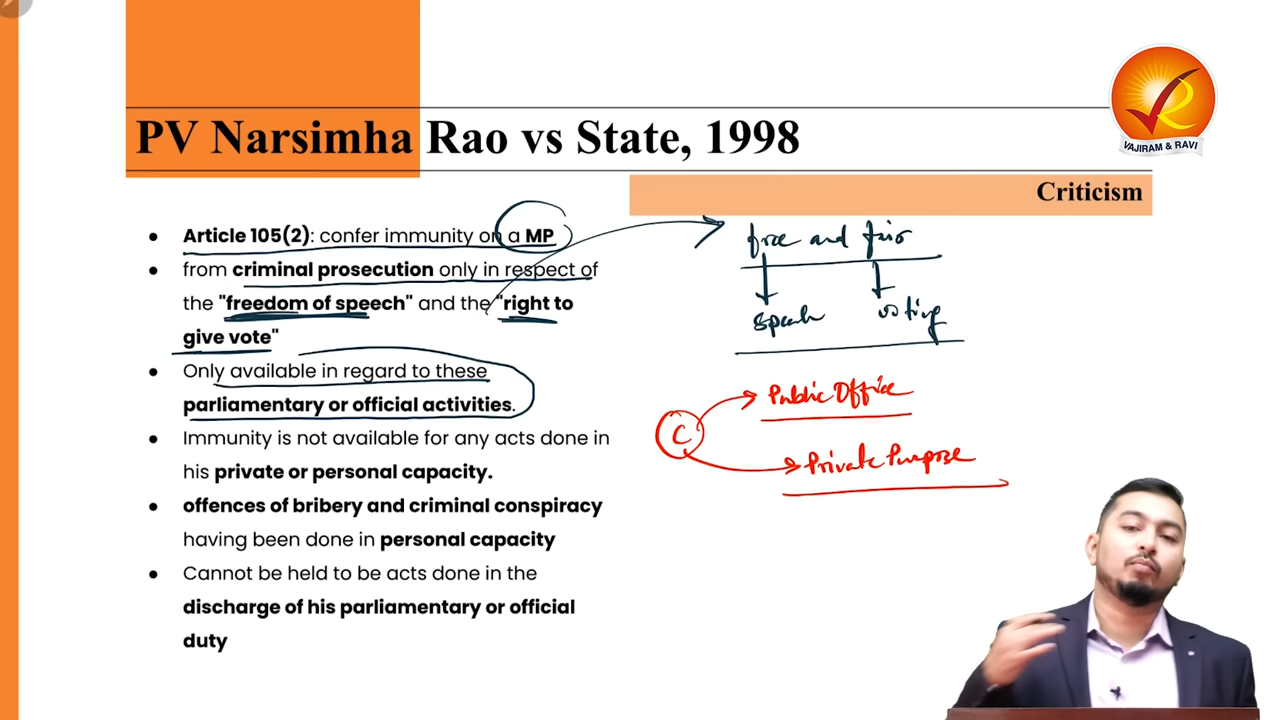 VAJIRAM & RAVI
PV Narsimha Rao vs State, 1998
Criticism
• Article 105(2): confer immunity on a MP
• from criminal prosecution only in respect of
the "freedom of speech" and the "right to
give vote"
• Only available in regard to these
parliamentary or official activities.
• Immunity is not available for any acts done in
his private or personal capacity.
• offences of bribery and criminal conspiracy
having been done in personal capacity
• Cannot be held to be acts done in the
discharge of his parliamentary or official
duty
free and fair
speech voting
Public Office
C
Private Purpose